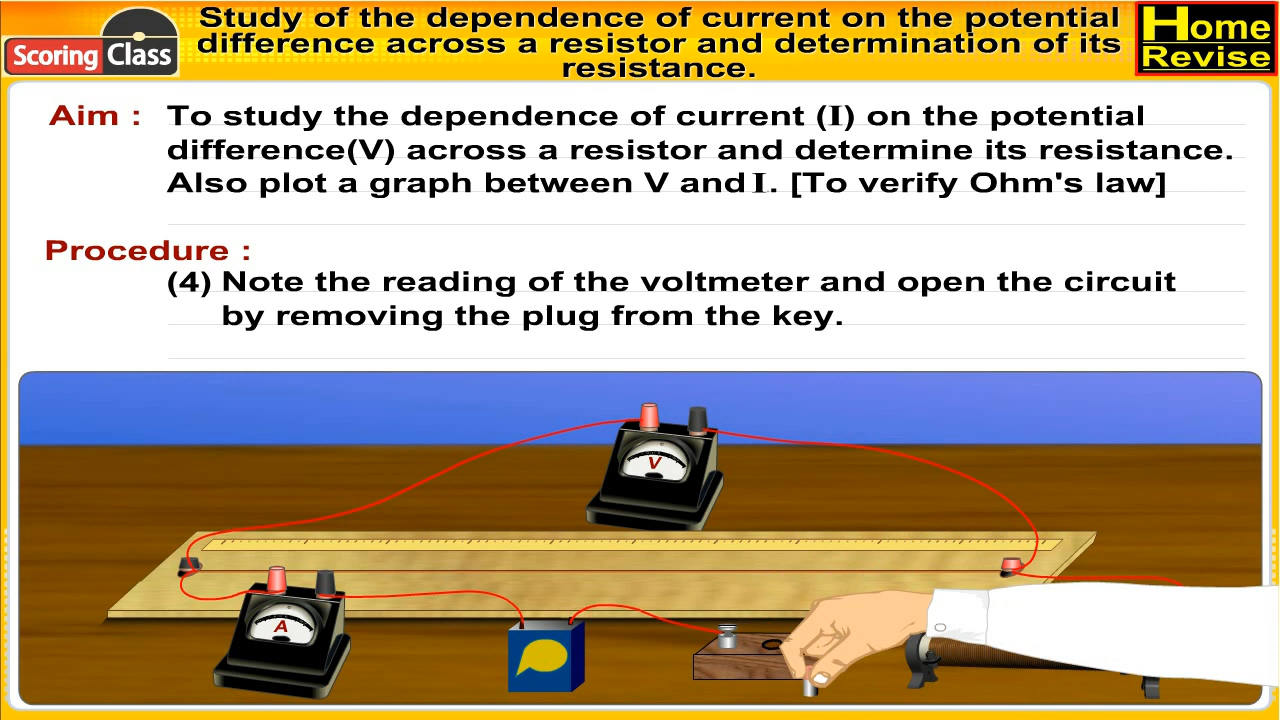 Study of the dependence of current on the potential
difference across a resistor and determination of its
resistance.
Scoring Class
Home
Revise
Aim : To study the dependence of current (I) on the potential
difference(V) across a resistor and determine its resistance.
Also plot a graph between V and I. [To verify Ohm's law]
Procedure :
(4) Note the reading of the voltmeter and open the circuit
by removing the plug from the key.
V
A